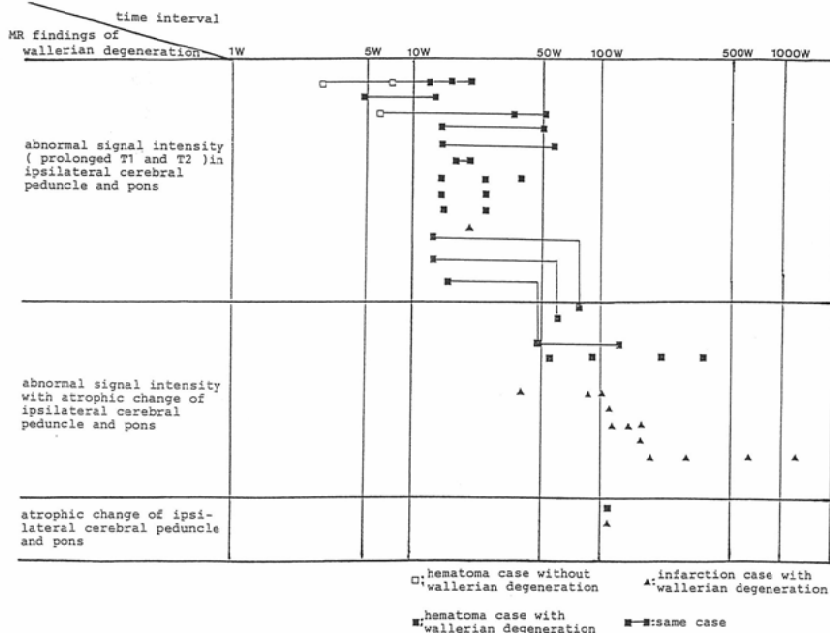 time interval
MR findings of
wallerian degeneration
1W
5W
10W
50W
100W
500W
1000W
abnormal signal intensity
( prolonged T1 and T2 )in
ipsilateral cerebral
peduncle and pons
abnormal signal intensity
with atrophic change of
ipsilateral cerebral
peduncle and pons
atrophic change of ipsi-
lateral cerebral peduncle
and pons
□;hematoma case without
wallerian degeneration
▲:infarction case with
wallerian degeneration
■;hematoma case with
wallerian degeneration
■━■:same case